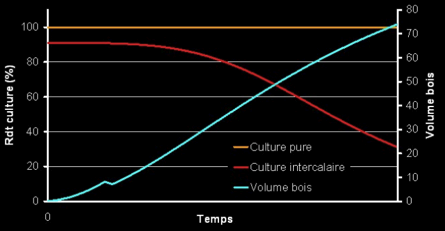 Rdt culture (%)
100
80
60
40
20
0
80
70
60
50
40
30
20
10
0
Volume bois
Culture pure
Culture intercalaire
Volume bois
0
Temps